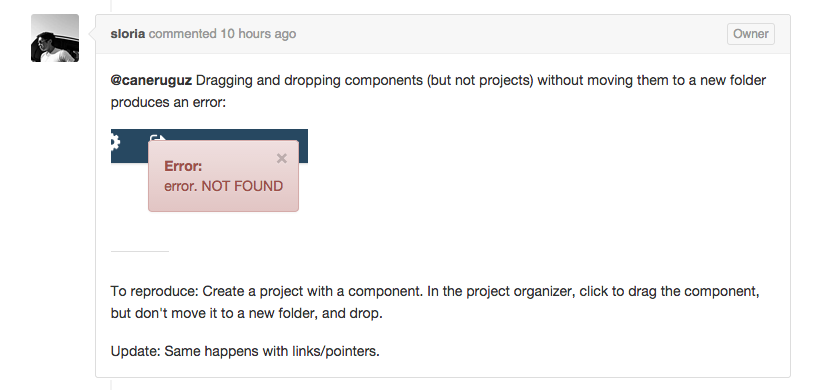 sloria commented 10 hours ago
Owner
@caneruguz Dragging and dropping components (but not projects) without moving them to a new folder
produces an error:
Error:
error. NOT FOUND
To reproduce: Create a project with a component. In the project organizer, click to drag the component,
but don't move it to a new folder, and drop.
Update: Same happens with links/pointers.